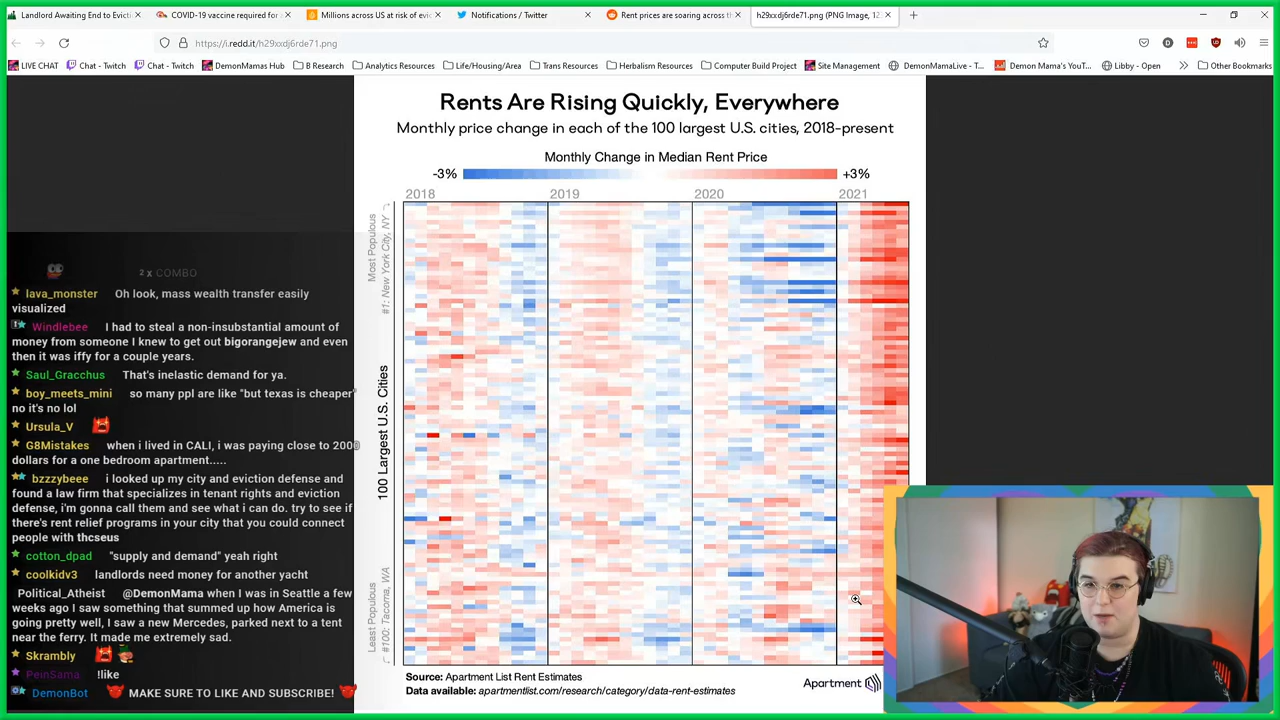 Landlord Awaiting End to Evicti
COVID-19 vaccine required for a
Millions across US at risk of evic
Notifications / Twitter
Rent prices are soaring across th
h29xxdj6rde71.png (PNG Image, 12
https://i.redd.it/h29xxdj6rde71.png
LIVE CHAT
Chat - Twitch
Chat - Twitch
DemonMamas Hub
B Research
Analytics Resources
Life/Housing/Area
Trans Resources
Herbalism Resources
Computer Build Project
Site Management
DemonMamaLive - T...
Demon Mama's YouT...
Libby - Open
Other Bookmarks
Rents Are Rising Quickly, Everywhere
Monthly price change in each of the 100 largest U.S. cities, 2018-present
Monthly Change in Median Rent Price
-3%
+3%
2018
2019
2020
2021
Most Populous
#1: New York City, NY
100 Largest U.S. Cities
Least Populous
#100: Tacoma, WA
Source: Apartment List Rent Estimates
Data available: apartmentlist.com/research/category/data-rent-estimates
Apartment
2 x COMBO
lava_monster Oh look, mass wealth transfer easily
visualized
Windlebee I had to steal a non-insubstantial amount of
money from someone I knew to get out bigorangejew and even
then it was iffy for a couple years.
Saul_Gracchus That's inelastic demand for ya.
boy_meets_mini so many ppl are like "but texas is cheaper"
no it's no lol
Ursula_V
G8Mistakes when i lived in CALI, i was paying close to 2000
dollars for a one bedroom apartment.....
bzzzybeee i looked up my city and eviction defense and
found a law firm that specializes in tenant rights and eviction
defense, i'm gonna call them and see what i can do. try to see if
there's rent relief programs in your city that you could connect
people with thcseus
cotton_dpad "supply and demand" yeah right
coolkidv3 landlords need money for another yacht
Political_Atheist @DemonMama when I was in Seattle a few
weeks ago I saw something that summed up how America is
going pretty well, I saw a new Mercedes, parked next to a tent
near the ferry. It made me extremely sad.
Skrambly
PeinSama !like
DemonBot MAKE SURE TO LIKE AND SUBSCRIBE!